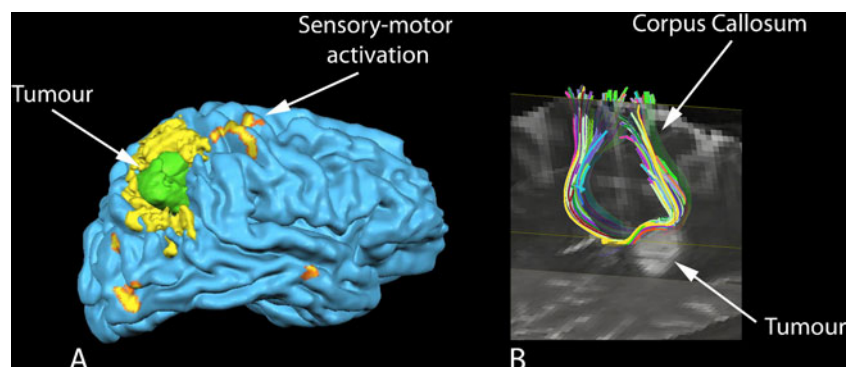 Sensory-motor
activation
Tumour
A
Corpus Callosum
Tumour
B